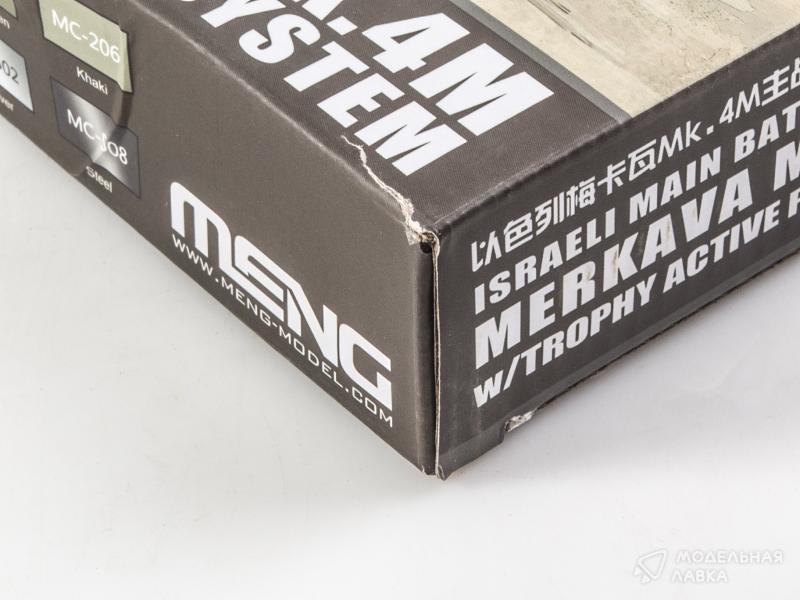 K.4M
SYSTEM
MC-206
Khaki
MC-108
Steel
MENG
WWW.MENG-MODEL.COM
以色列梅卡瓦Mk.4M主战
ISRAELI MAIN BAT
MERKAVA M
W/TROPHY ACTIVE
МОДЕЛЬНАЯ
ЛАВКА